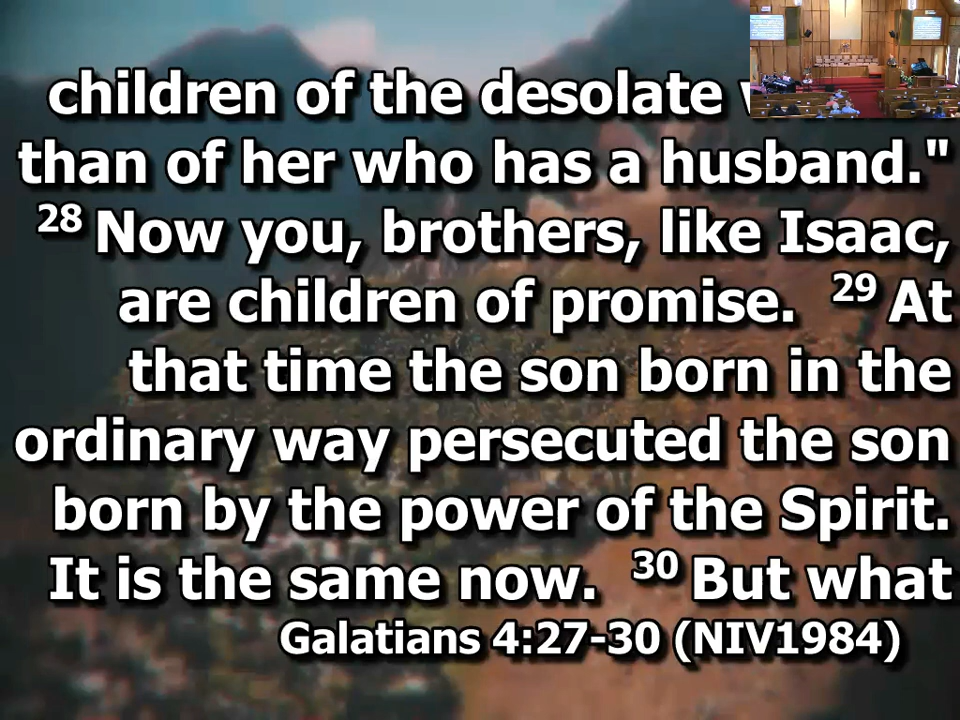 children of the desolate
than of her who has a husband."
28 Now you, brothers, like Isaac,
are children of promise. 29 At
that time the son born in the
ordinary way persecuted the son
born by the power of the Spirit.
It is the same now. 30 But what
Galatians 4:27-30 (NIV1984)